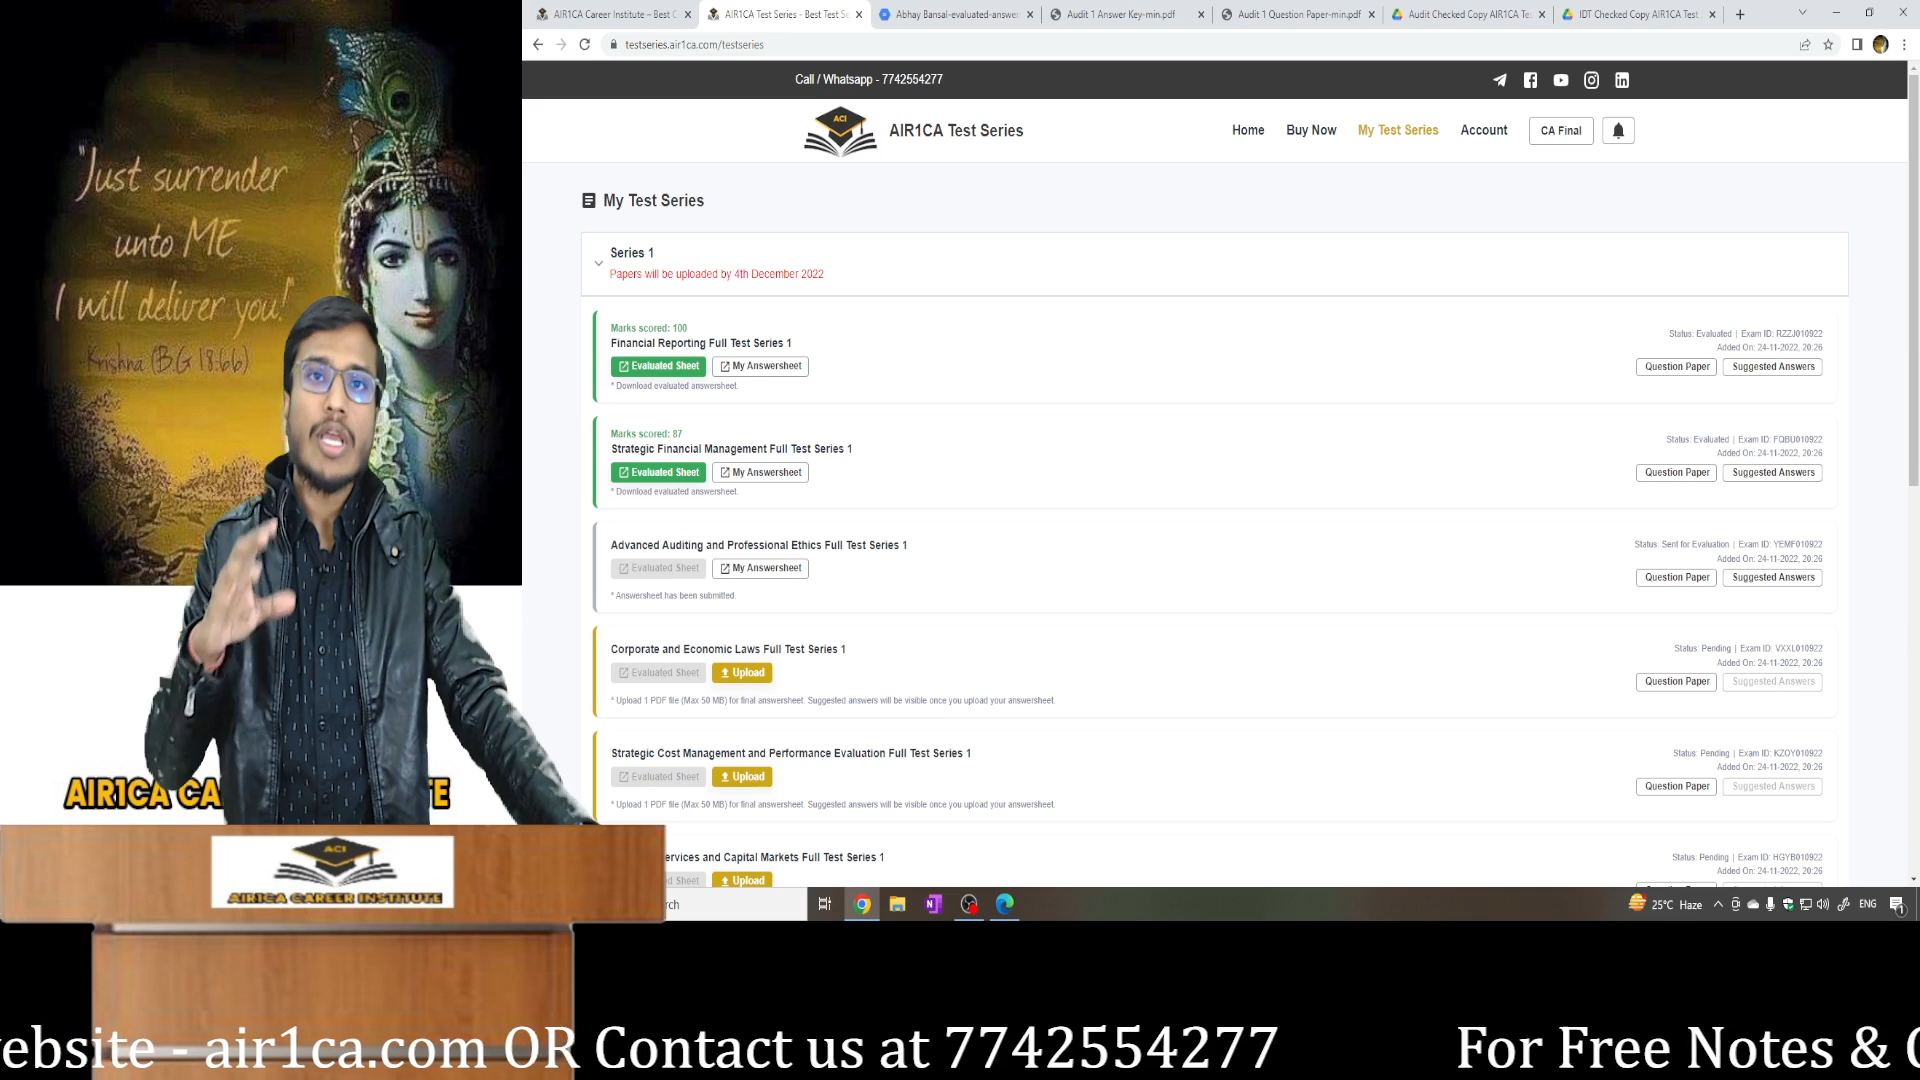 "Just surrender
unto ME
I will deliver you!"
- Krishna (B.G 18:66)
AIR1CA CA
TE
ACI
AIR1CA CAREER INSTITUTE
AIR1CA Career Institute – Best C
AIR1CA Test Series - Best Test Se
Abhay Bansal-evaluated-answer
Audit 1 Answer Key-min.pdf
Audit 1 Question Paper-min.pdf
Audit Checked Copy AIR1CA Te
IDT Checked Copy AIR1CA Test
testseries.air1ca.com/testseries
Call / Whatsapp - 7742554277
ACI
AIR1CA Test Series
Home
Buy Now
My Test Series
Account
CA Final
My Test Series
Series 1
Papers will be uploaded by 4th December 2022
Marks scored: 100
Financial Reporting Full Test Series 1
Evaluated Sheet
My Answersheet
* Download evaluated answersheet.
Status: Evaluated | Exam ID: RZZJ010922
Added On: 24-11-2022, 20:26
Question Paper
Suggested Answers
Marks scored: 87
Strategic Financial Management Full Test Series 1
Evaluated Sheet
My Answersheet
* Download evaluated answersheet.
Status: Evaluated | Exam ID: FQBU010922
Added On: 24-11-2022, 20:26
Question Paper
Suggested Answers
Advanced Auditing and Professional Ethics Full Test Series 1
Evaluated Sheet
My Answersheet
* Answersheet has been submitted.
Status: Sent for Evaluation | Exam ID: YEMF010922
Added On: 24-11-2022, 20:26
Question Paper
Suggested Answers
Corporate and Economic Laws Full Test Series 1
Evaluated Sheet
Upload
* Upload 1 PDF file (Max 50 MB) for final answersheet. Suggested answers will be visible once you upload your answersheet.
Status: Pending | Exam ID: VXXL010922
Added On: 24-11-2022, 20:26
Question Paper
Suggested Answers
Strategic Cost Management and Performance Evaluation Full Test Series 1
Evaluated Sheet
Upload
* Upload 1 PDF file (Max 50 MB) for final answersheet. Suggested answers will be visible once you upload your answersheet.
Status: Pending | Exam ID: KZOY010922
Added On: 24-11-2022, 20:26
Question Paper
Suggested Answers
ervices and Capital Markets Full Test Series 1
d Sheet
Upload
Status: Pending | Exam ID: HGYB010922
Added On: 24-11-2022, 20:26
rch
25°C Haze
ENG
1
ebsite - air1ca.com OR Contact us at 7742554277
For Free Notes &